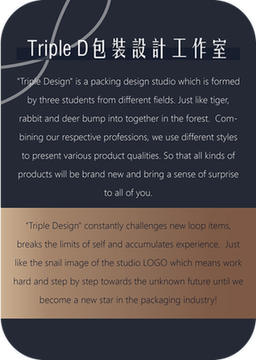 Triple D包裝設計工作室
"Triple Design" is a packing design studio which is formed
by three students from different fields. Just like tiger,
rabbit and deer bump into together in the forest.  Com-
bining our respective professions, we use different styles
to present various product qualities. So that all kinds of
products will be brand new and bring a sense of surprise
to all of you.
"Triple Design" constantly challenges new loop items,
breaks the limits of self and accumulates experience.  Just
like the snail image of the studio LOGO which means work
hard and step by step towards the unknown future until we
become a new star in the packaging industry!